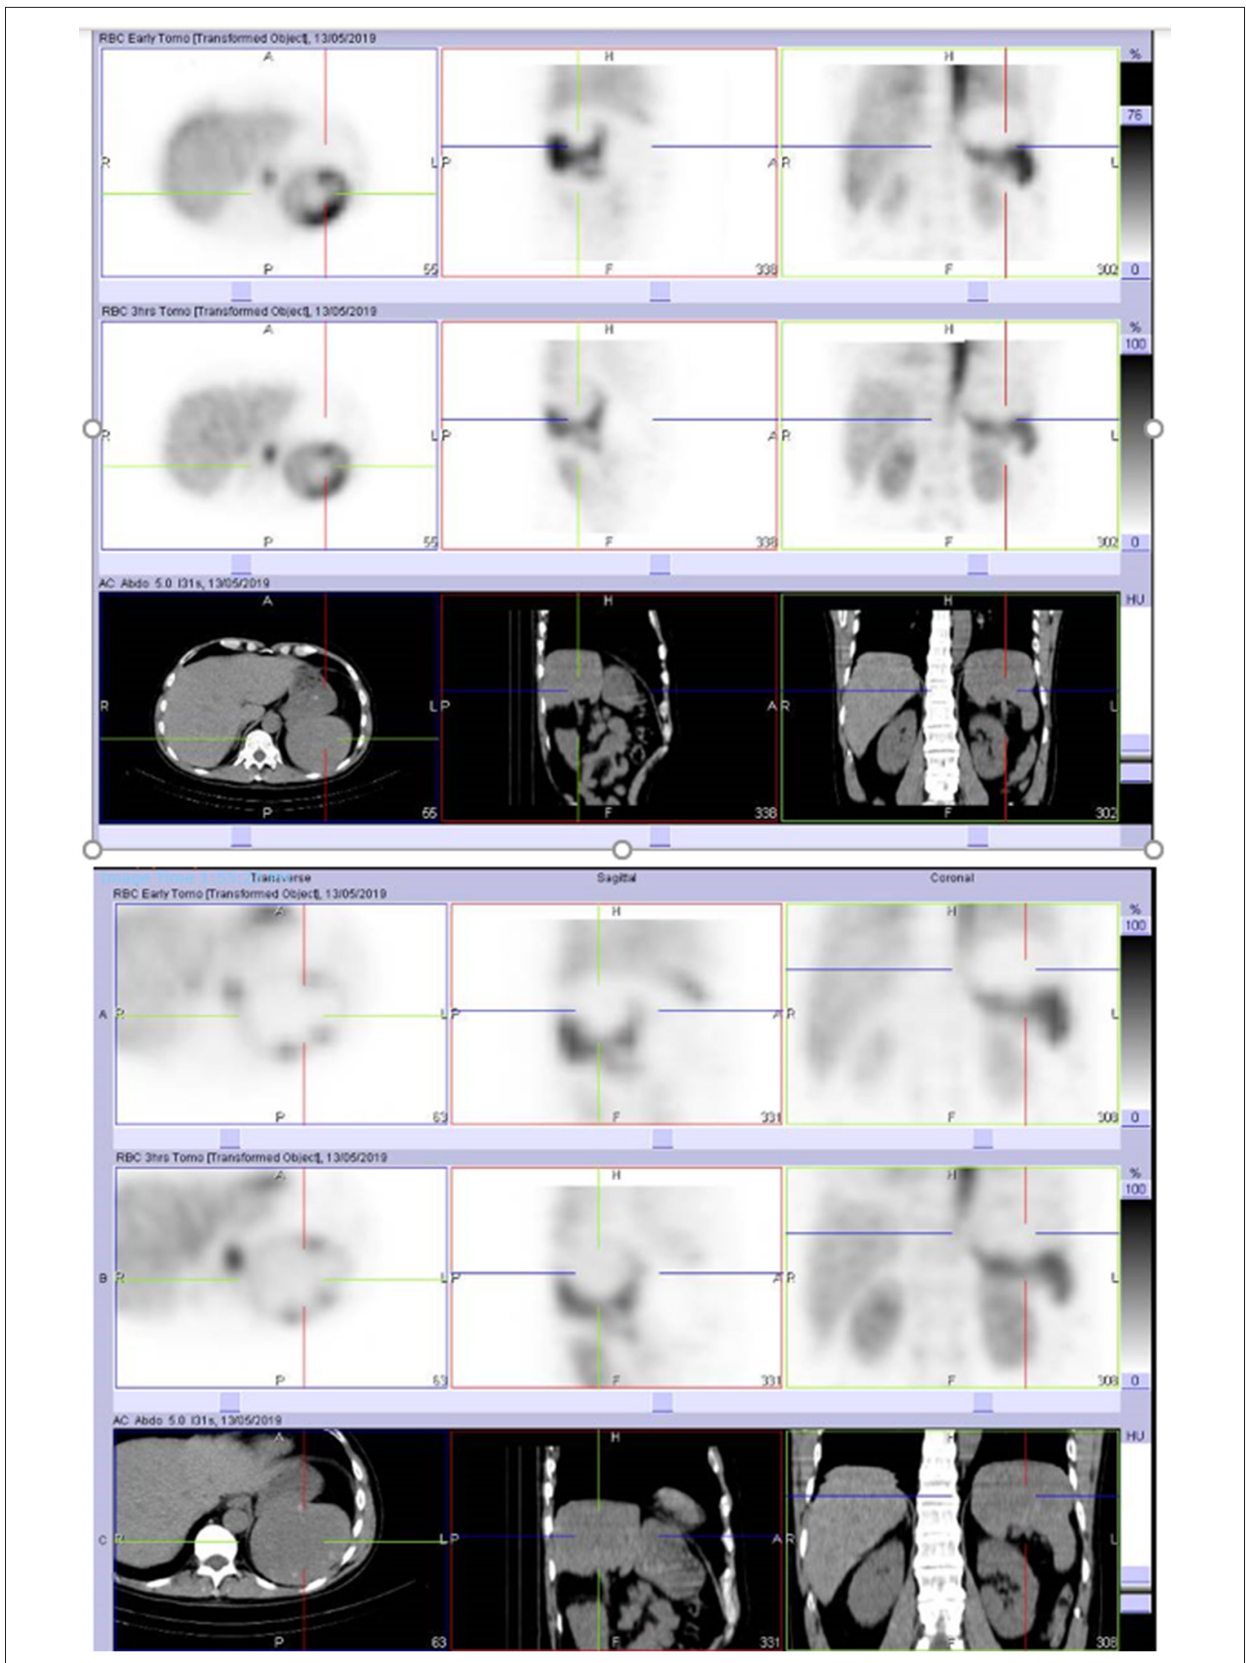 RBC Early Tomo [Transformed Object], 13/05/2019
A H H %
76
R L P A R L
P 55 F 338 F 302 0
RBC 3hrs Tomo [Transformed Object], 13/05/2019
A H H %
100
R L P A R L
P 55 F 338 F 302 0
AC Abdo 5.0 I31s, 13/05/2019
A H H HU
R L P A R L
P 55 F 338 F 302
Transverse Sagittal Coronal
RBC Early Tomo [Transformed Object], 13/05/2019
A H H %
100
A R L P A R L
P 63 F 331 F 308 0
RBC 3hrs Tomo [Transformed Object], 13/05/2019
A H H %
100
B R L P A R L
P 63 F 331 F 308 0
AC Abdo 5.0 I31s, 13/05/2019
A H H HU
C R L P A R L
P 63 F 331 F 308